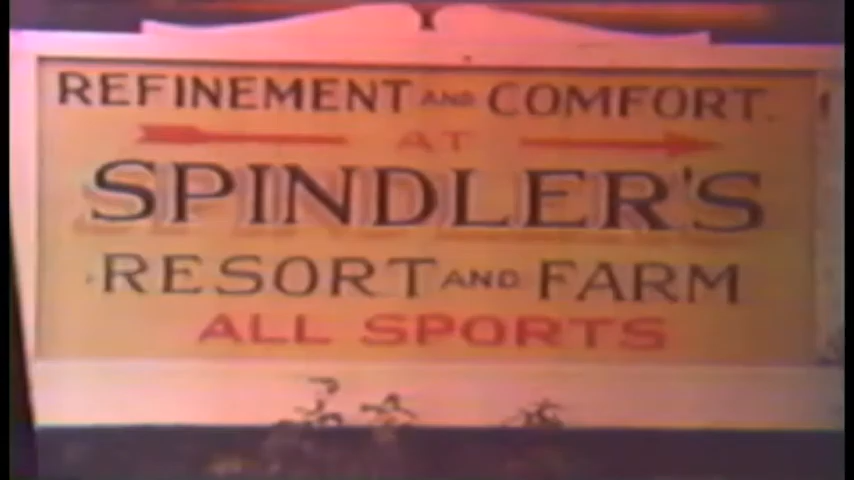 REFINEMENT AND COMFORT.
AT
SPINDLER'S
RESORT AND FARM
ALL SPORTS